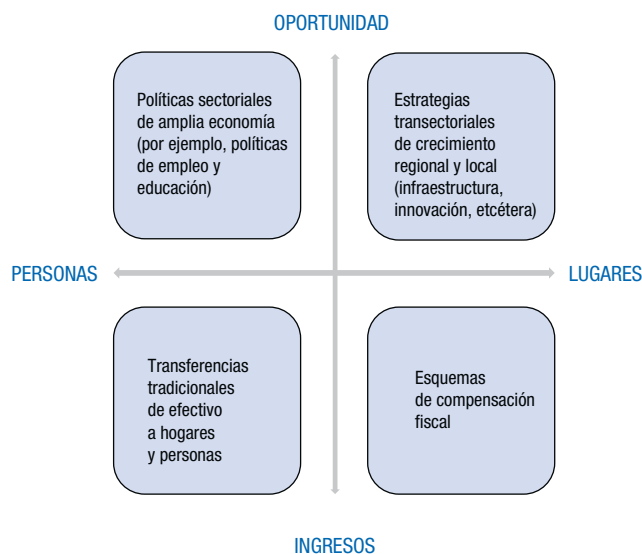 OPORTUNIDAD
Políticas sectoriales
de amplia economía
(por ejemplo, políticas
de empleo y
educación)
Estrategias
transectoriales
de crecimiento
regional y local
(infraestructura,
innovación, etcétera)
PERSONAS
LUGARES
Transferencias
tradicionales
de efectivo
a hogares
y personas
Esquemas
de compensación
fiscal
INGRESOS